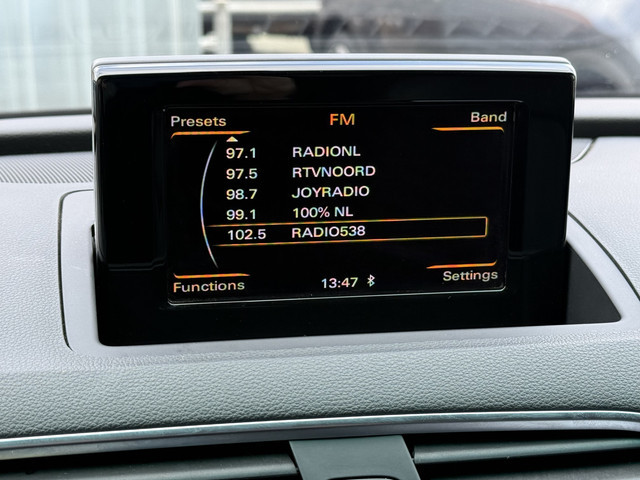 Presets FM Band
97.1 RADIONL
97.5 RTVNOORD
98.7 JOYRADIO
99.1 100% NL
102.5 RADIO538
Functions 13:47 Settings